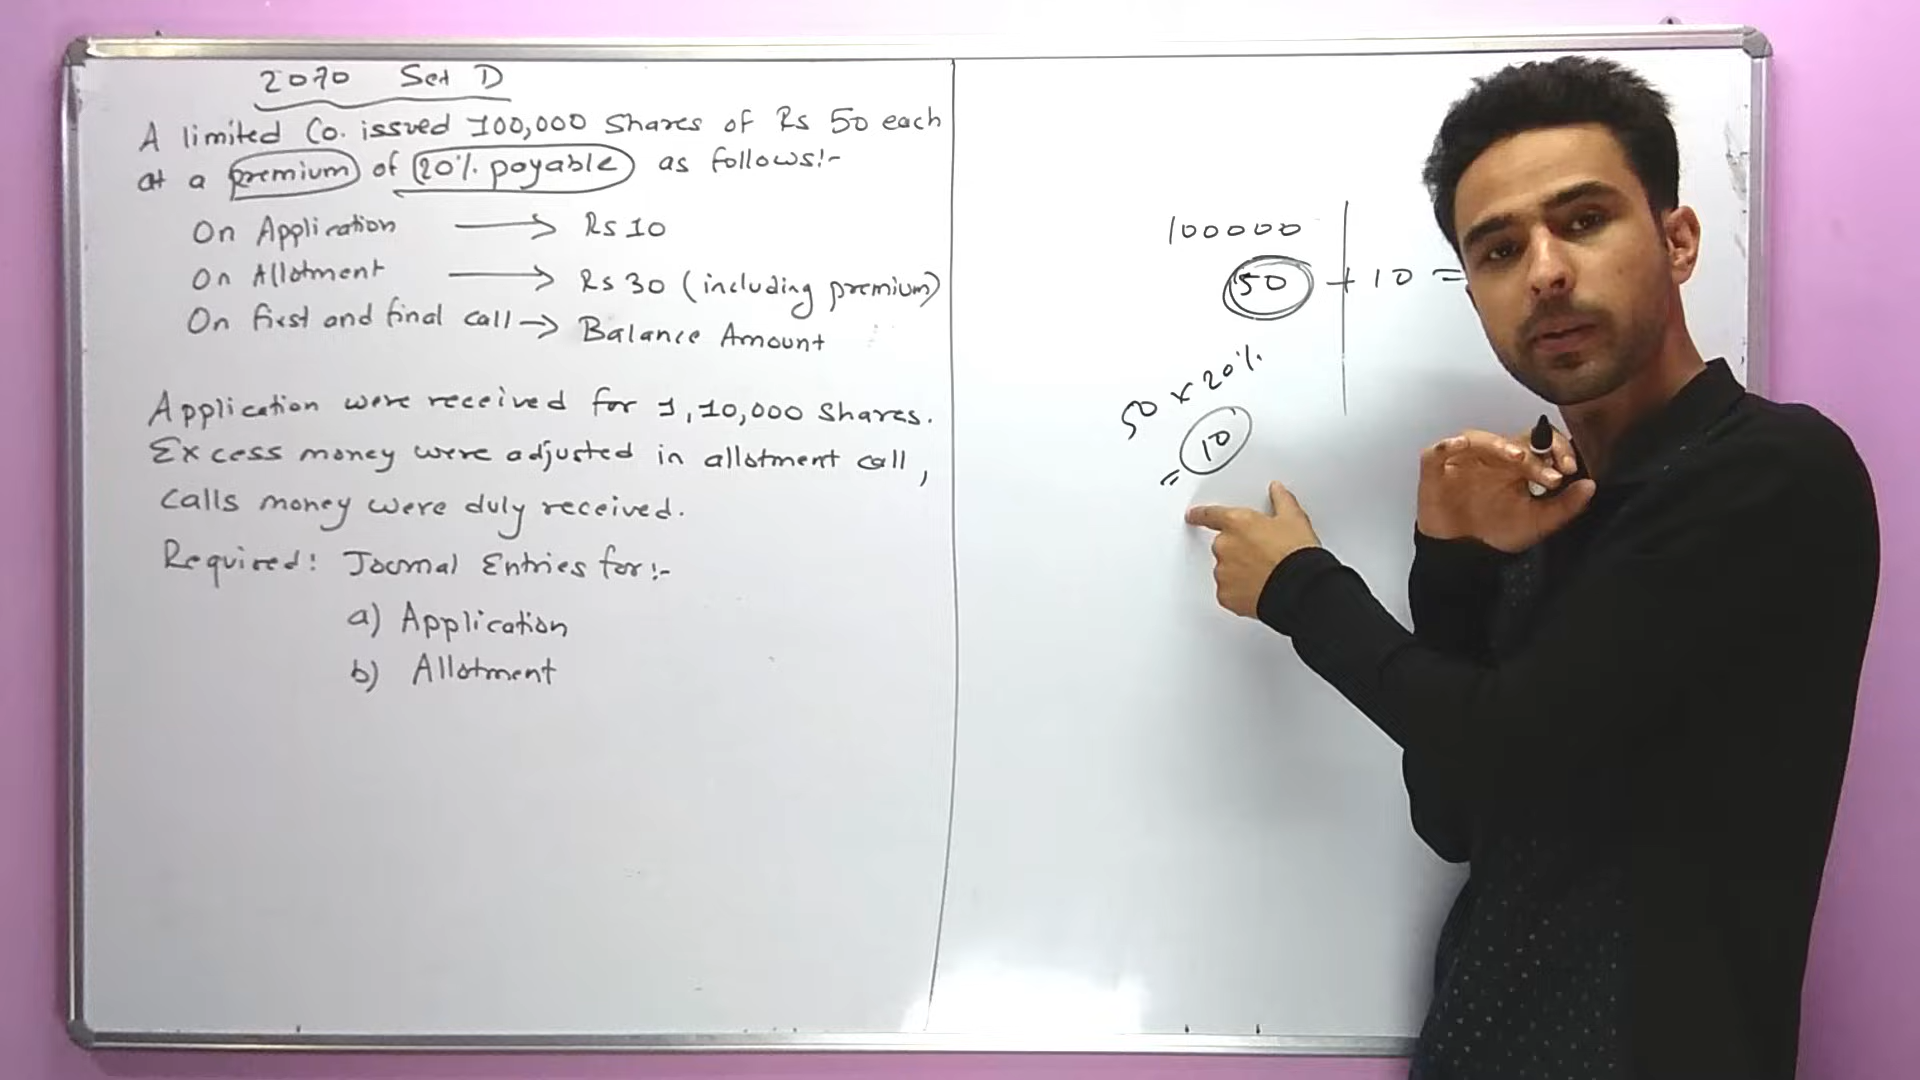 2070 Set D
A limited Co. issued 100,000 shares of Rs 50 each
at a premium of 20% payable as follows:-
On Application → Rs 10
On Allotment → Rs 30 (including premium)
On first and final call → Balance Amount
Application were received for 1,10,000 shares.
Excess money were adjusted in allotment call,
calls money were duly received.
Required: Journal Entries for:-
a) Application
b) Allotment
100000
50 + 10 =
50 x 20%
= 10